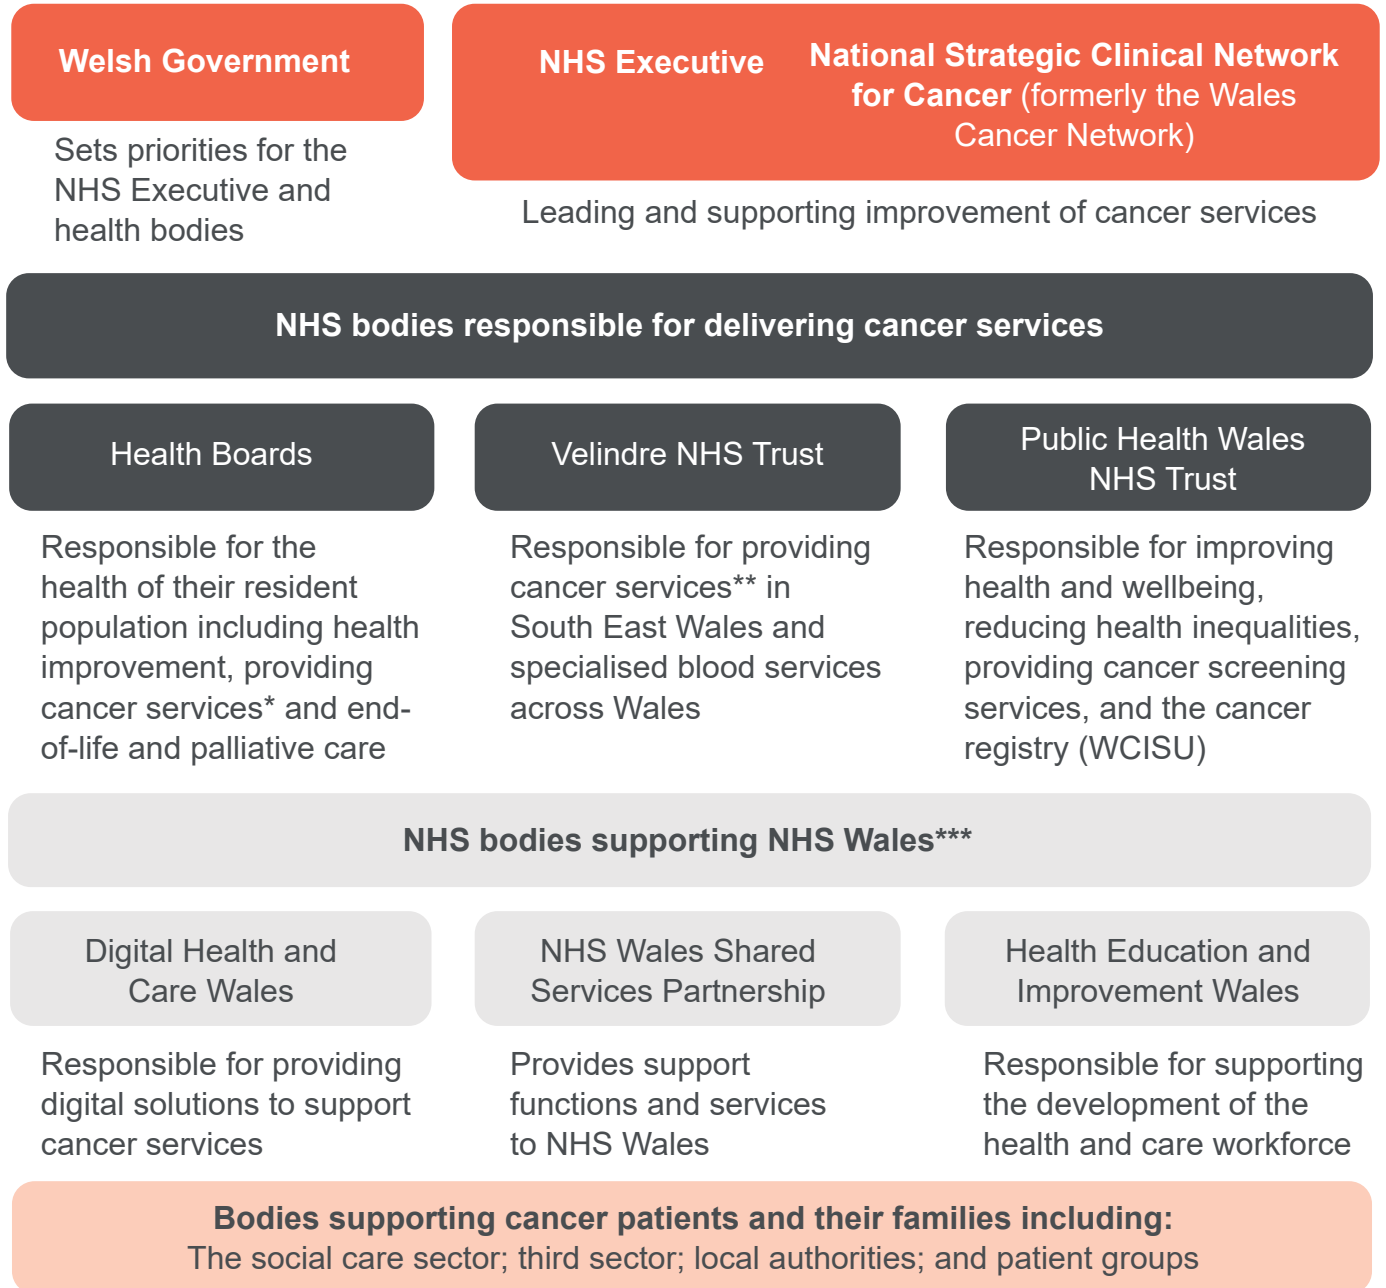 Welsh Government
Sets priorities for the
NHS Executive and
health bodies
NHS Executive
National Strategic Clinical Network
for Cancer (formerly the Wales
Cancer Network)
Leading and supporting improvement of cancer services
NHS bodies responsible for delivering cancer services
Health Boards
Responsible for the
health of their resident
population including health
improvement, providing
cancer services* and end-
of-life and palliative care
Velindre NHS Trust
Responsible for providing
cancer services** in
South East Wales and
specialised blood services
across Wales
Public Health Wales
NHS Trust
Responsible for improving
health and wellbeing,
reducing health inequalities,
providing cancer screening
services, and the cancer
registry (WCISU)
NHS bodies supporting NHS Wales***
Digital Health and
Care Wales
Responsible for providing
digital solutions to support
cancer services
NHS Wales Shared
Services Partnership
Provides support
functions and services
to NHS Wales
Health Education and
Improvement Wales
Responsible for supporting
the development of the
health and care workforce
Bodies supporting cancer patients and their families including:
The social care sector; third sector; local authorities; and patient groups